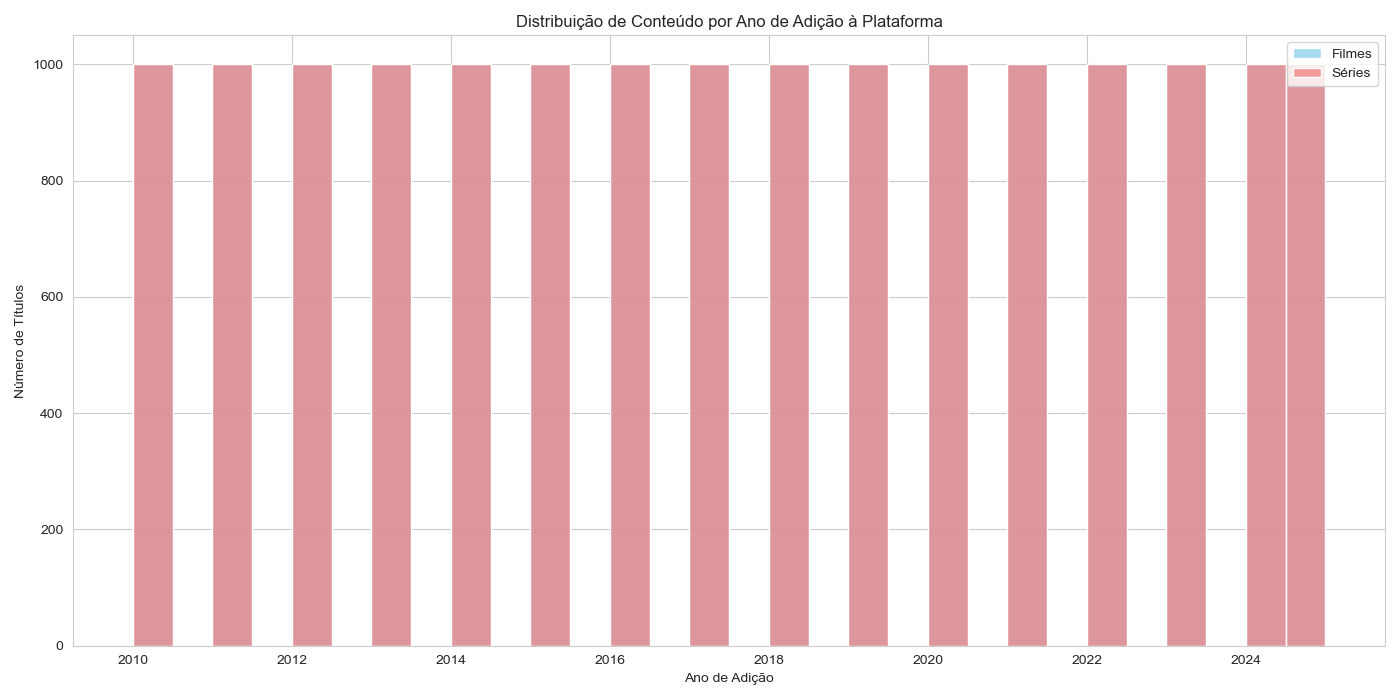 Distribuição de Conteúdo por Ano de Adição à Plataforma
Filmes
Séries
Número de Títulos
1000
800
600
400
200
0
2010 2012 2014 2016 2018 2020 2022 2024
Ano de Adição